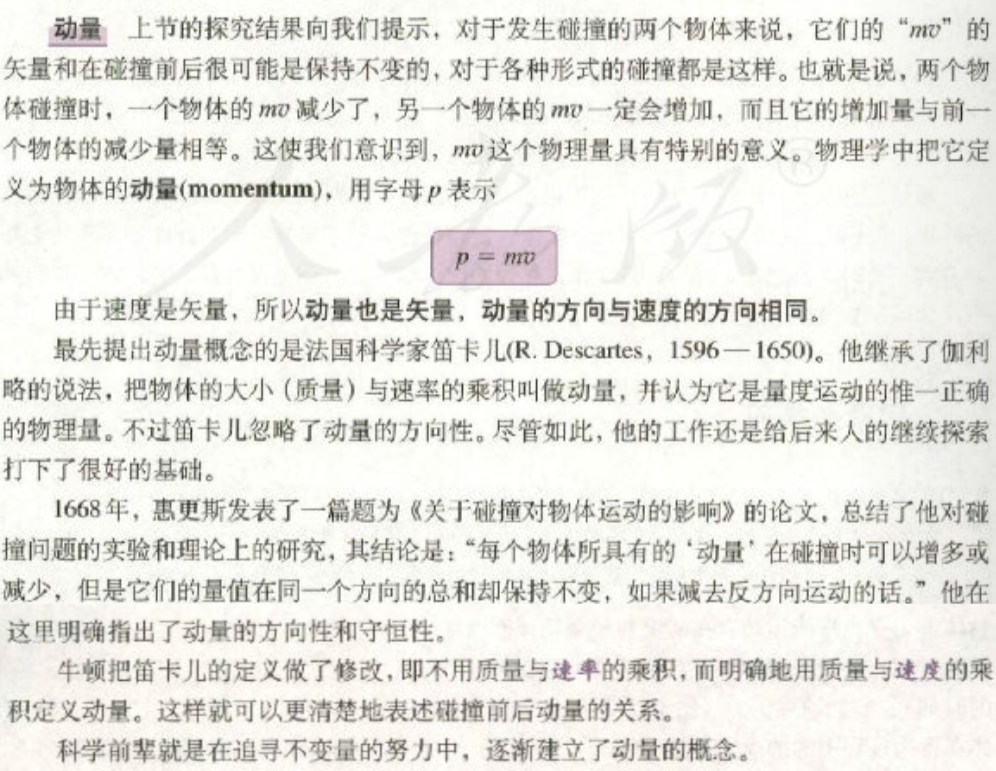 动量 上节的探究结果向我们提示，对于发生碰撞的两个物体来说，它们的“mv”的
矢量和在碰撞前后很可能是保持不变的，对于各种形式的碰撞都是这样。也就是说，两个物
体碰撞时，一个物体的mv减少了，另一个物体的mv一定会增加，而且它的增加量与前一
个物体的减少量相等。这使我们意识到，mv这个物理量具有特别的意义。物理学中把它定
义为物体的动量(momentum)，用字母p表示
p = mv
由于速度是矢量，所以动量也是矢量，动量的方向与速度的方向相同。
最先提出动量概念的是法国科学家笛卡儿(R. Descartes，1596—1650)。他继承了伽利
略的说法，把物体的大小（质量）与速率的乘积叫做动量，并认为它是量度运动的惟一正确
的物理量。不过笛卡儿忽略了动量的方向性。尽管如此，他的工作还是给后来人的继续探索
打下了很好的基础。
1668年，惠更斯发表了一篇题为《关于碰撞对物体运动的影响》的论文，总结了他对碰
撞问题的实验和理论上的研究，其结论是：“每个物体所具有的‘动量’在碰撞时可以增多或
减少，但是它们的量值在同一个方向的总和却保持不变，如果减去反方向运动的话。”他在
这里明确指出了动量的方向性和守恒性。
牛顿把笛卡儿的定义做了修改，即不用质量与速率的乘积，而明确地用质量与速度的乘
积定义动量。这样就可以更清楚地表述碰撞前后动量的关系。
科学前辈就是在追寻不变量的努力中，逐渐建立了动量的概念。
人教版®